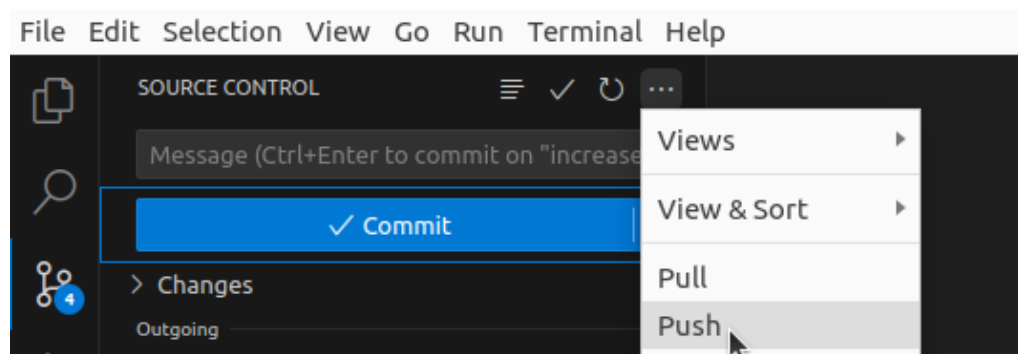 File Edit Selection View Go Run Terminal Help
SOURCE CONTROL
Message (Ctrl+Enter to commit on "increase
Views
View & Sort
Commit
Pull
4
Changes
Push
Outgoing